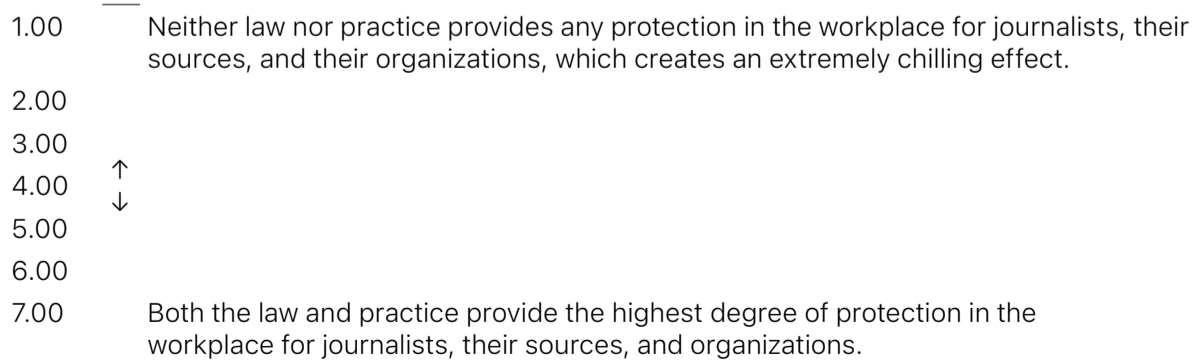 1.00 Neither law nor practice provides any protection in the workplace for journalists, their
sources, and their organizations, which creates an extremely chilling effect.
2.00
3.00
↑
4.00
↓
5.00
6.00
7.00 Both the law and practice provide the highest degree of protection in the
workplace for journalists, their sources, and organizations.